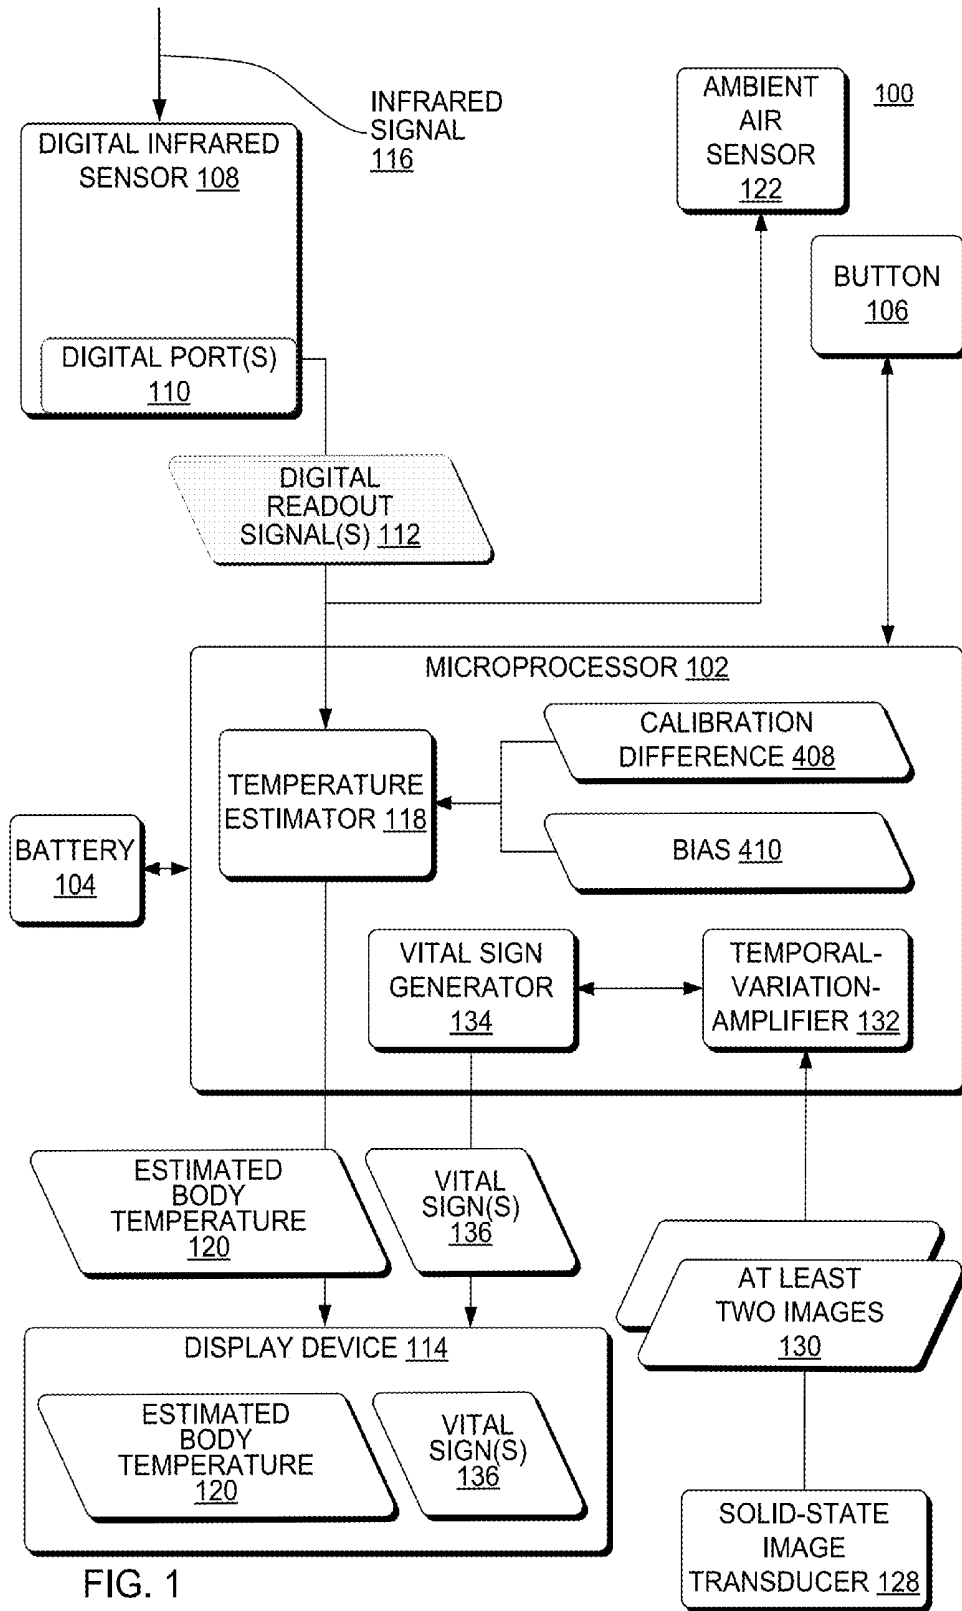 INFRARED
SIGNAL
116
DIGITAL INFRARED
SENSOR 108
DIGITAL PORT(S)
110
AMBIENT
AIR
SENSOR
122
100
BUTTON
106
DIGITAL
READOUT
SIGNAL(S) 112
MICROPROCESSOR 102
CALIBRATION
DIFFERENCE 408
TEMPERATURE
ESTIMATOR 118
BIAS 410
BATTERY
104
VITAL SIGN
GENERATOR
134
TEMPORAL-
VARIATION-
AMPLIFIER 132
ESTIMATED
BODY
TEMPERATURE
120
VITAL
SIGN(S)
136
AT LEAST
TWO IMAGES
130
DISPLAY DEVICE 114
ESTIMATED
BODY
TEMPERATURE
120
VITAL
SIGN(S)
136
SOLID-STATE
IMAGE
TRANSDUCER 128
FIG. 1